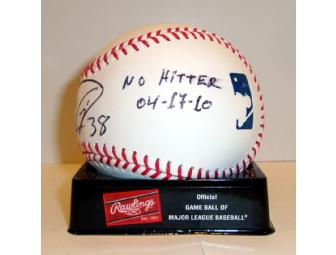 NO HITTER
04-17-10
38
Rawlings
Official
GAME BALL OF
MAJOR LEAGUE BASEBALL®